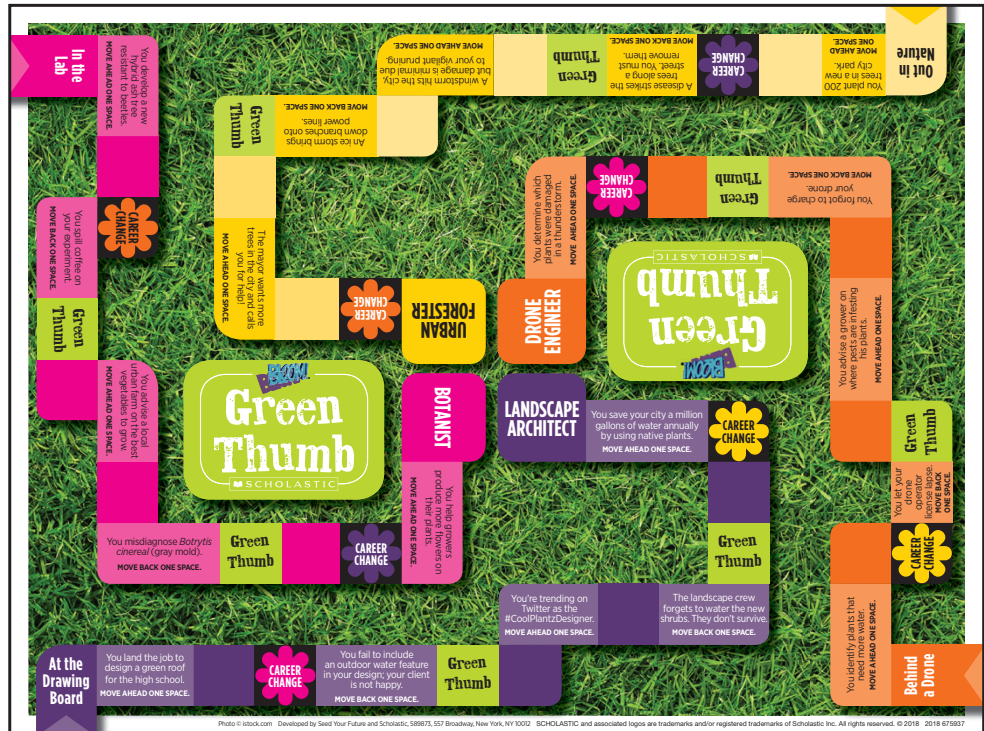 In the
Lab
You develop a new
hybrid ash tree
resistant to beetles.
MOVE AHEAD ONE SPACE.
CAREER
CHANGE
You spill coffee on
your experiment.
MOVE BACK ONE SPACE.
Green
Thumb
You advise a local
urban farm on the best
vegetables to grow.
MOVE AHEAD ONE SPACE.
You misdiagnose Botrytis
cinereal (gray mold).
MOVE BACK ONE SPACE.
Green
Thumb
CAREER
CHANGE
You help growers
produce more flowers on
their plants.
MOVE AHEAD ONE SPACE.
BOTANIST
Out in
Nature
You plant 200
trees in a new
city park.
MOVE AHEAD
ONE SPACE.
CAREER
CHANGE
A disease strikes the
trees along a
street. You must
remove them.
MOVE BACK ONE SPACE.
Green
Thumb
A windstorm hits the city,
but damage is minimal due
to your vigilant pruning.
MOVE AHEAD ONE SPACE.
An ice storm brings
down branches onto
power lines.
MOVE BACK ONE SPACE.
Green
Thumb
The mayor wants more
trees in the city and calls
you for help!
MOVE AHEAD ONE SPACE.
CAREER
CHANGE
URBAN
FORESTER
DRONE
ENGINEER
You determine which
plants were damaged
in a thunderstorm.
MOVE AHEAD ONE SPACE.
CAREER
CHANGE
Green
Thumb
You forgot to charge
your drone.
MOVE BACK ONE SPACE.
You advise a grower on
where pests are infesting
his plants.
MOVE AHEAD ONE SPACE.
Green
Thumb
You let your
drone
operator
license lapse.
MOVE BACK
ONE SPACE.
CAREER
CHANGE
You identify plants that
need more water.
MOVE AHEAD ONE SPACE.
Behind
a Drone
BLOOM!
Green
Thumb
SCHOLASTIC
BLOOM!
Green
Thumb
SCHOLASTIC
LANDSCAPE
ARCHITECT
You save your city a million
gallons of water annually
by using native plants.
MOVE AHEAD ONE SPACE.
CAREER
CHANGE
Green
Thumb
The landscape crew
forgets to water the new
shrubs. They don't survive.
MOVE BACK ONE SPACE.
You're trending on
Twitter as the
#CoolPlantzDesigner.
MOVE AHEAD ONE SPACE.
Green
Thumb
You fail to include
an outdoor water feature
in your design; your client
is not happy.
MOVE BACK ONE SPACE.
CAREER
CHANGE
You land the job to
design a green roof
for the high school.
MOVE AHEAD ONE SPACE.
At the
Drawing
Board
Photo © istock.com Developed by Seed Your Future and Scholastic, 589873, 557 Broadway, New York, NY 10012 SCHOLASTIC and associated logos are trademarks and/or registered trademarks of Scholastic Inc. All rights reserved. © 2018 2018 675937